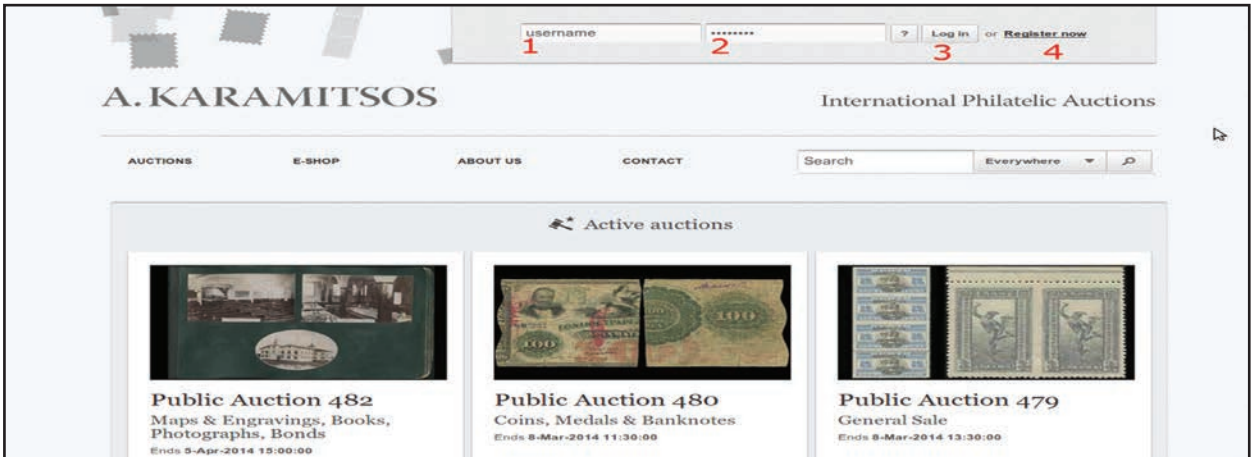 username ******** ? Log in or Register now
1 2 3 4
A. KARAMITSOS
International Philatelic Auctions
AUCTIONS E-SHOP ABOUT US CONTACT Search Everywhere
Active auctions
100 100
Public Auction 482
Maps & Engravings, Books,
Photographs, Bonds
Ends 5-Apr-2014 15:00:00
Public Auction 480
Coins, Medals & Banknotes
Ends 8-Mar-2014 11:30:00
Public Auction 479
General Sale
Ends 8-Mar-2014 13:30:00